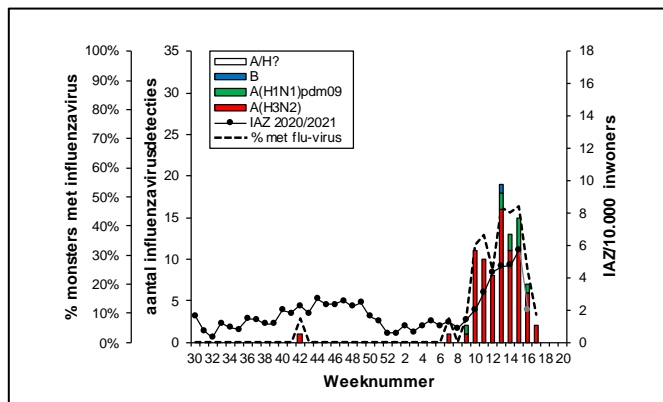 % monsters met influenzavirus
100%
90%
80%
70%
60%
50%
40%
30%
20%
10%
0%
aantal influenzavirusdetecties
35
30
25
20
15
10
5
0
A/H?
B
A(H1N1)pdm09
A(H3N2)
IAZ 2020/2021
% met flu-virus
18
16
14
12
10
8
6
4
2
0
IAZ/10.000 inwoners
30 32 34 36 38 40 42 44 46 48 50 52 2 4 6 8 10 12 14 16 18 20
Weeknummer